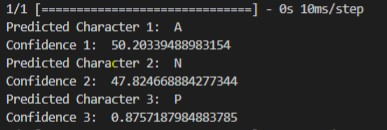 1/1 [==============================] - 0s 10ms/step
Predicted Character 1:  A
Confidence 1:  50.20339488983154
Predicted Character 2:  N
Confidence 2:  47.824668884277344
Predicted Character 3:  P
Confidence 3:  0.8757187984883785